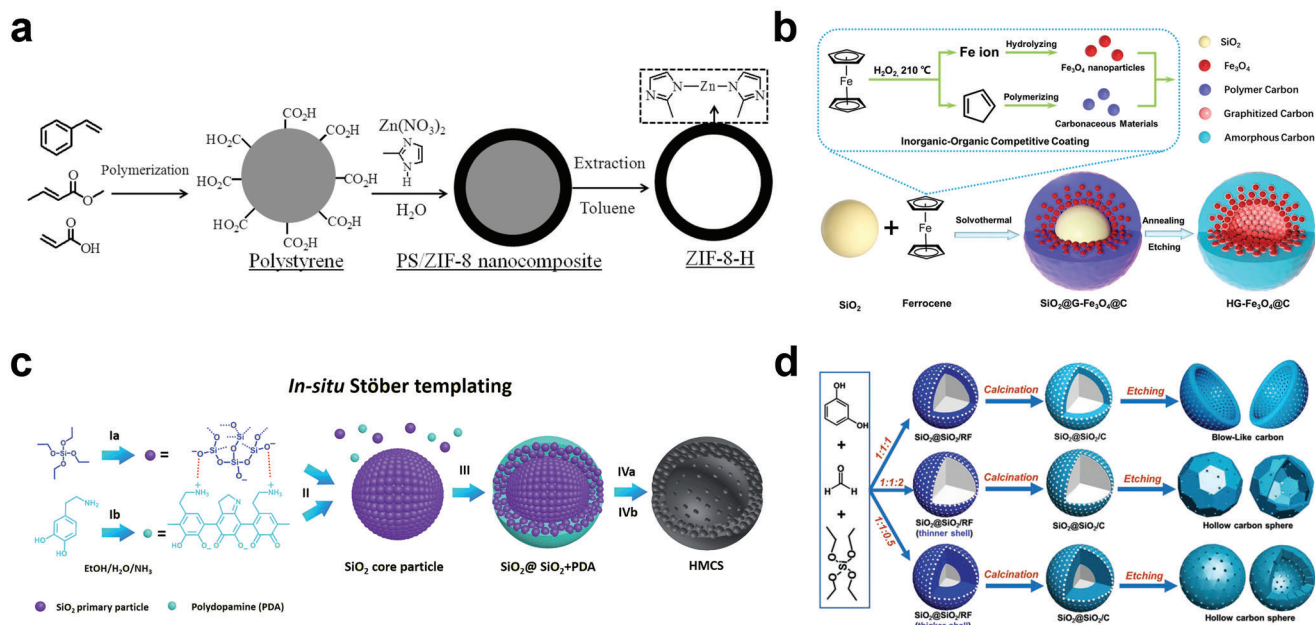 a
CO₂H
CO₂H
CO₂H
HO₂C
HO₂C
CO₂H
HO₂C
CO₂H
HO₂C
CO₂H
OH
Polymerization
Polystyrene
Zn(NO₃)₂
H₂O
PS/ZIF-8 nanocomposite
Extraction
Toluene
N—Zn—N
ZIF-8-H
b
Fe
H₂O₂, 210 ℃
Fe ion
Hydrolyzing
Fe₃O₄ nanoparticles
Polymerizing
Carbonaceous Materials
Inorganic-Organic Competitive Coating
SiO₂
Fe₃O₄
Polymer Carbon
Graphitized Carbon
Amorphous Carbon
SiO₂
+
Fe
Ferrocene
Solvothermal
SiO₂@G-Fe₃O₄@C
Annealing
Etching
HG-Fe₃O₄@C
c
In-situ Stöber templating
Ia
=
Ib
=
EtOH/H₂O/NH₃
II
SiO₂ core particle
III
SiO₂@ SiO₂+PDA
IVa
IVb
HMCS
SiO₂ primary particle
Polydopamine (PDA)
d
OH
OH
+
+
1:1:1
1:1:2
1:1:0.5
SiO₂@SiO₂/RF
Calcination
SiO₂@SiO₂/C
Etching
Blow-Like carbon
SiO₂@SiO₂/RF
(thinner shell)
Calcination
SiO₂@SiO₂/C
Etching
Hollow carbon sphere
SiO₂@SiO₂/RF
(thicker shell)
Calcination
SiO₂@SiO₂/C
Etching
Hollow carbon sphere